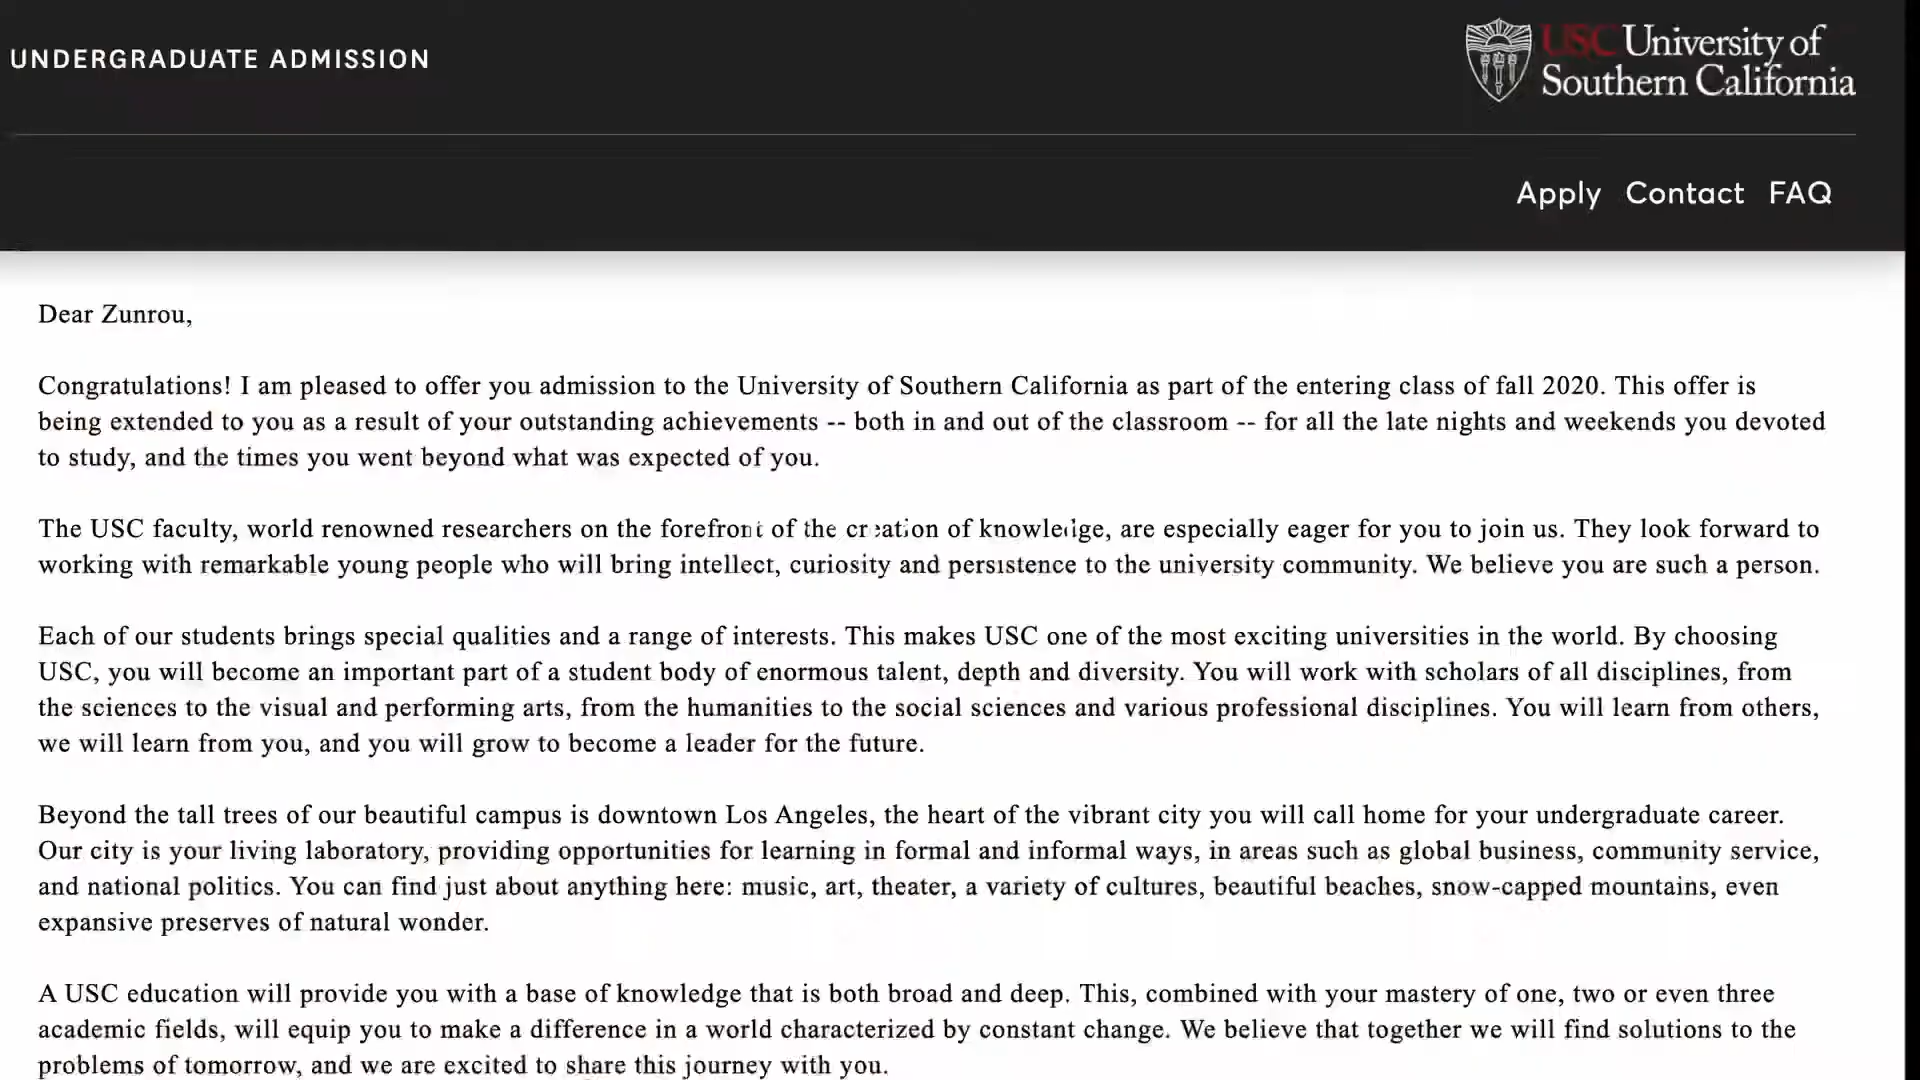 UNDERGRADUATE ADMISSION
USC University of
Southern California
Apply Contact FAQ
Dear Zunrou,
Congratulations! I am pleased to offer you admission to the University of Southern California as part of the entering class of fall 2020. This offer is
being extended to you as a result of your outstanding achievements -- both in and out of the classroom -- for all the late nights and weekends you devoted
to study, and the times you went beyond what was expected of you.
The USC faculty, world renowned researchers on the forefront of the creation of knowledge, are especially eager for you to join us. They look forward to
working with remarkable young people who will bring intellect, curiosity and persistence to the university community. We believe you are such a person.
Each of our students brings special qualities and a range of interests. This makes USC one of the most exciting universities in the world. By choosing
USC, you will become an important part of a student body of enormous talent, depth and diversity. You will work with scholars of all disciplines, from
the sciences to the visual and performing arts, from the humanities to the social sciences and various professional disciplines. You will learn from others,
we will learn from you, and you will grow to become a leader for the future.
Beyond the tall trees of our beautiful campus is downtown Los Angeles, the heart of the vibrant city you will call home for your undergraduate career.
Our city is your living laboratory, providing opportunities for learning in formal and informal ways, in areas such as global business, community service,
and national politics. You can find just about anything here: music, art, theater, a variety of cultures, beautiful beaches, snow-capped mountains, even
expansive preserves of natural wonder.
A USC education will provide you with a base of knowledge that is both broad and deep. This, combined with your mastery of one, two or even three
academic fields, will equip you to make a difference in a world characterized by constant change. We believe that together we will find solutions to the
problems of tomorrow, and we are excited to share this journey with you.